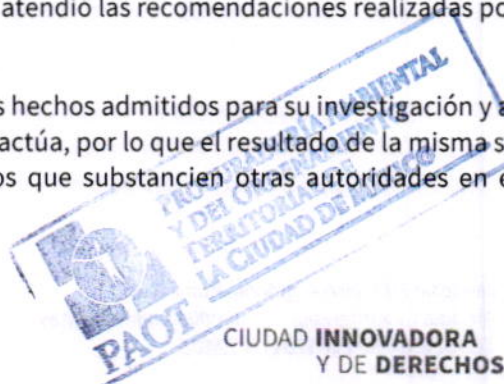 atendió las recomendaciones realizadas po
s hechos admitidos para su investigación y a
actúa, por lo que el resultado de la misma s
os que substancien otras autoridades en e
PROCURADURÍA AMBIENTAL
Y DEL ORDENAMIENTO
TERRITORIAL DE
LA CIUDAD DE MÉXICO
PAOT
CIUDAD INNOVADORA
Y DE DERECHOS